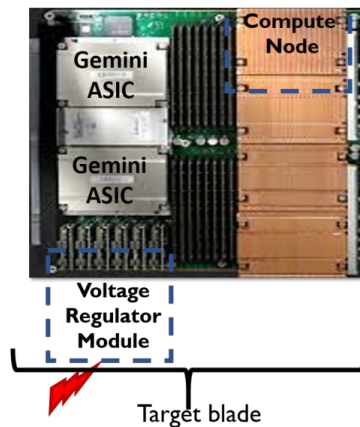 Compute
Node
Gemini
ASIC
Gemini
ASIC
Voltage
Regulator
Module
Target blade